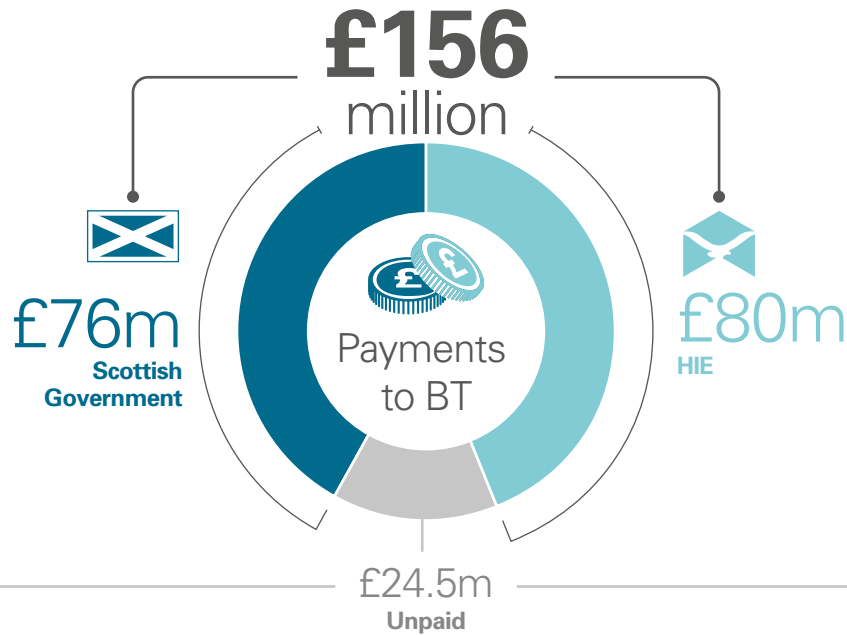 £156
million
£76m
Scottish
Government
Payments
to BT
£80m
HIE
£24.5m
Unpaid